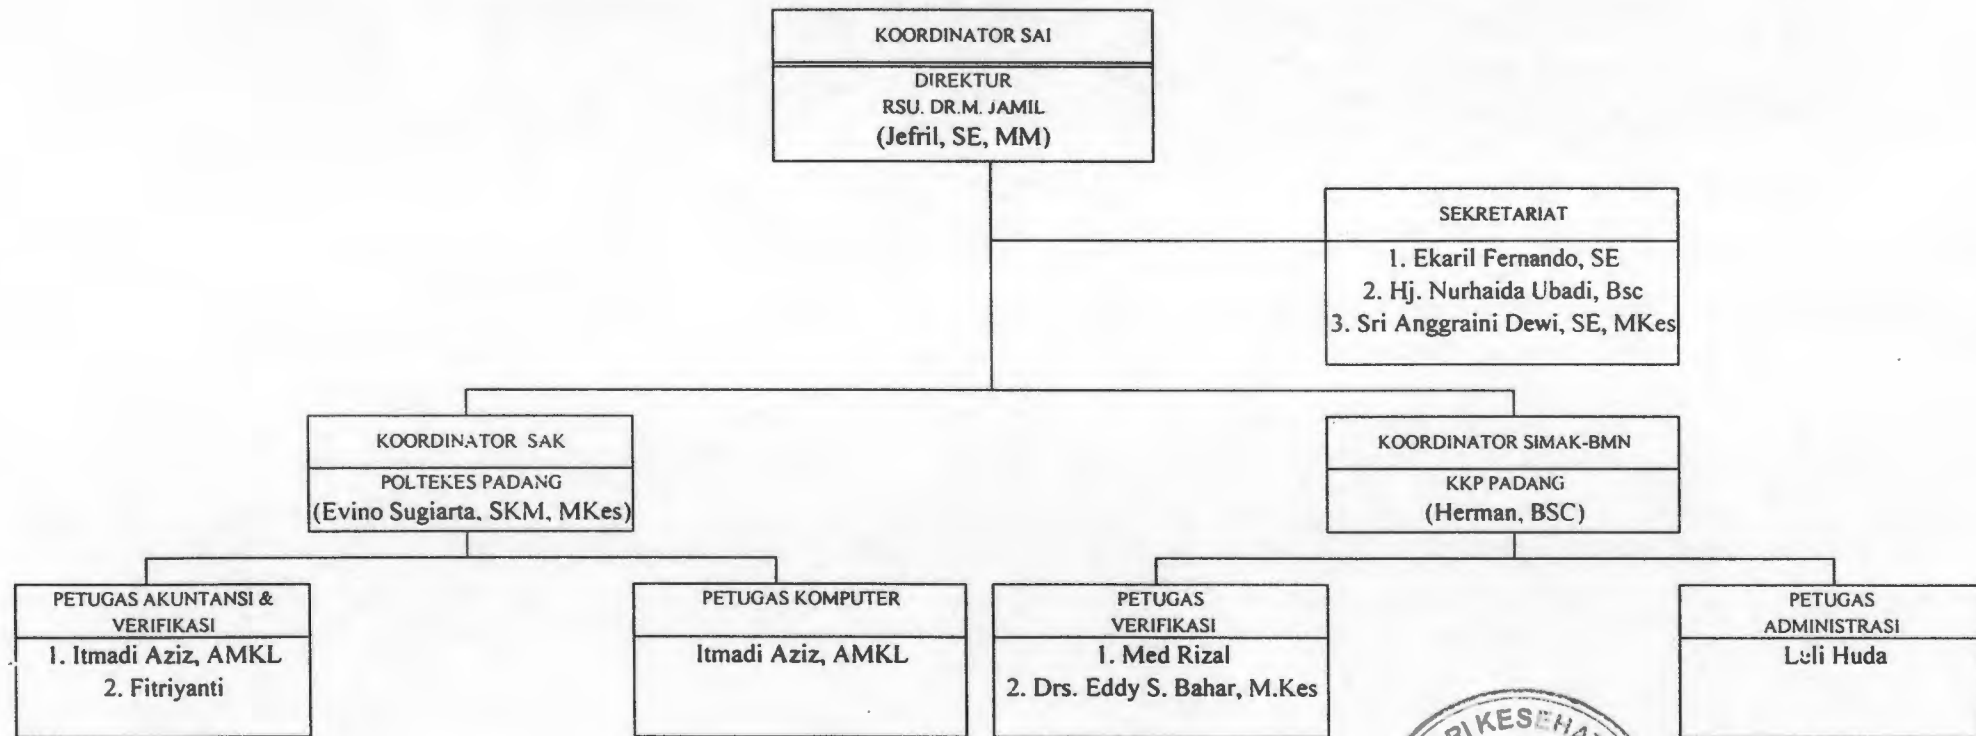 KOORDINATOR SAI
DIREKTUR
RSU. DR.M. JAMIL
(Jefril, SE, MM)
SEKRETARIAT
1. Ekaril Fernando, SE
2. Hj. Nurhaida Ubadi, Bsc
3. Sri Anggraini Dewi, SE, MKes
KOORDINATOR SAK
POLTEKES PADANG
(Evino Sugiarta, SKM, MKes)
KOORDINATOR SIMAK-BMN
KKP PADANG
(Herman, BSC)
PETUGAS AKUNTANSI &
VERIFIKASI
1. Itmadi Aziz, AMKL
2. Fitriyanti
PETUGAS KOMPUTER
Itmadi Aziz, AMKL
PETUGAS
VERIFIKASI
1. Med Rizal
2. Drs. Eddy S. Bahar, M.Kes
PETUGAS
ADMINISTRASI
Huda